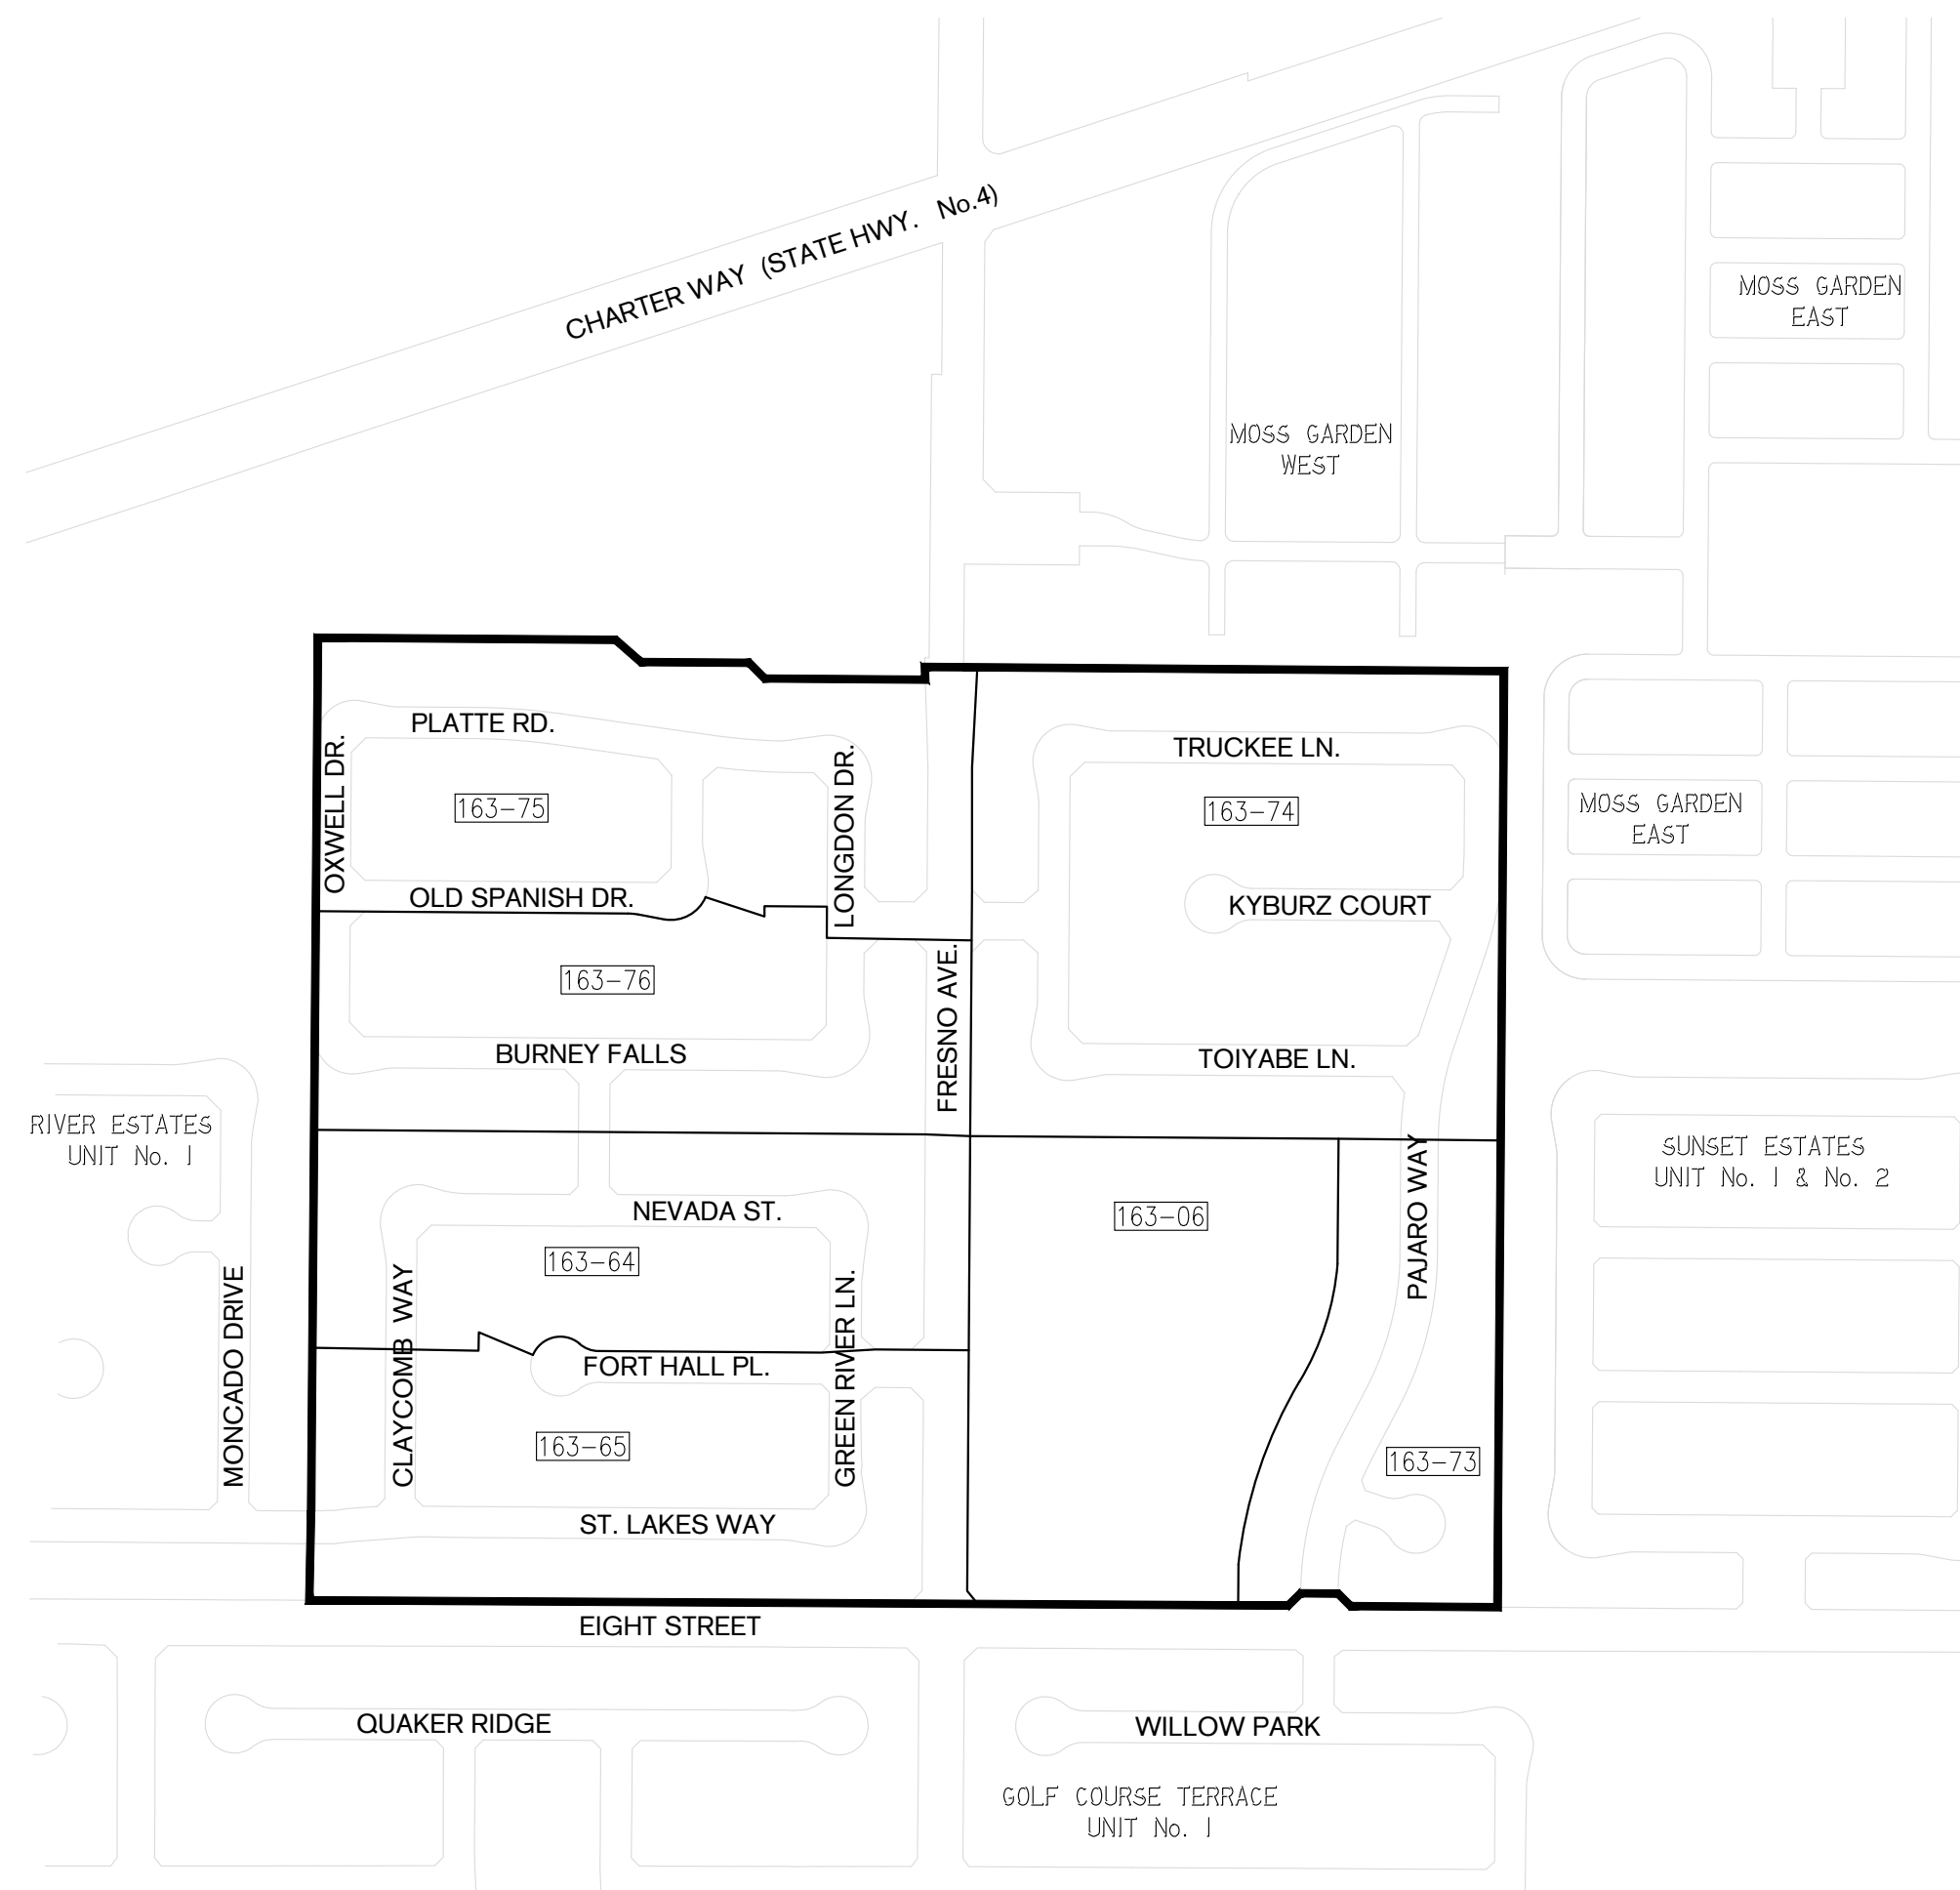 CHARTER WAY (STATE HWY. No.4)
MOSS GARDEN
EAST
MOSS GARDEN
WEST
PLATTE RD.
TRUCKEE LN.
OXWELL DR.
LONGDON DR.
163-75
163-74
MOSS GARDEN
EAST
OLD SPANISH DR.
KYBURZ COURT
163-76
FRESNO AVE.
BURNEY FALLS
TOIYABE LN.
RIVER ESTATES
UNIT No. 1
SUNSET ESTATES
UNIT No. 1 & No. 2
PAJARO WAY
NEVADA ST.
163-06
163-64
MONCADO DRIVE
CLAYCOMB WAY
GREEN RIVER LN.
FORT HALL PL.
163-65
163-73
ST. LAKES WAY
EIGHT STREET
QUAKER RIDGE
WILLOW PARK
GOLF COURSE TERRACE
UNIT No. 1